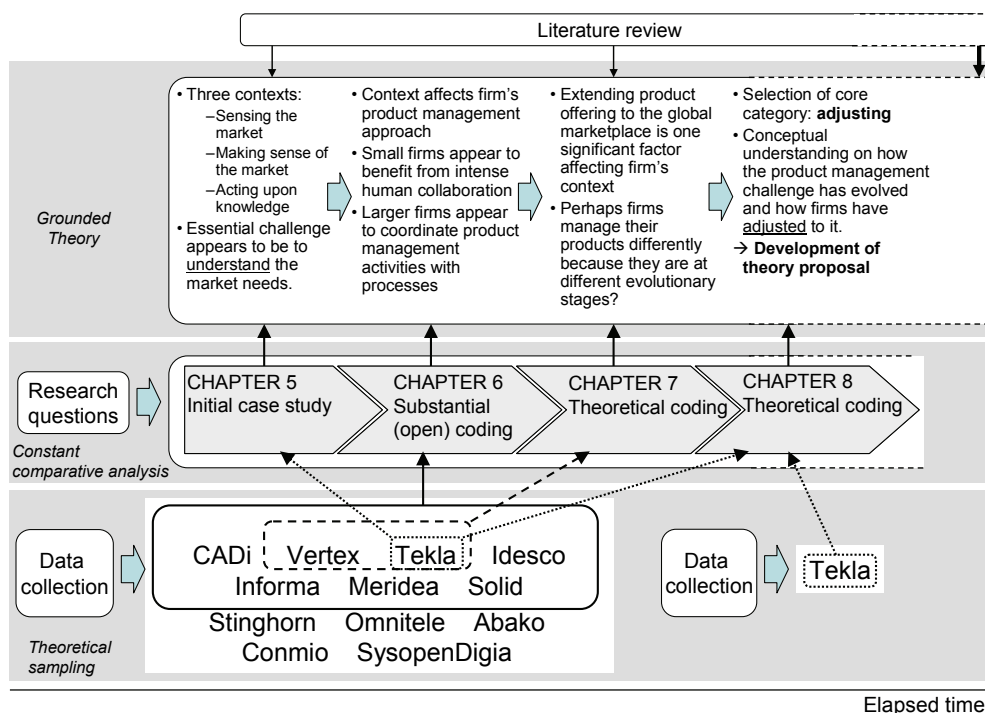 Literature review
Grounded
Theory
• Three contexts:
–Sensing the
market
–Making sense of
the market
–Acting upon
knowledge
• Essential challenge
appears to be to
understand the
market needs.
• Context affects firm's
product management
approach
• Small firms appear to
benefit from intense
human collaboration
• Larger firms appear
to coordinate product
management
activities with
processes
• Extending product
offering to the global
marketplace is one
significant factor
affecting firm's
context
• Perhaps firms
manage their
products differently
because they are at
different evolutionary
stages?
• Selection of core
category: adjusting
• Conceptual
understanding on how
the product management
challenge has evolved
and how firms have
adjusted to it.
→ Development of
theory proposal
Research
questions
Constant
comparative analysis
CHAPTER 5
Initial case study
CHAPTER 6
Substantial
(open) coding
CHAPTER 7
Theoretical coding
CHAPTER 8
Theoretical coding
Data
collection
Theoretical
sampling
CADi Vertex Tekla Idesco
Informa Meridea Solid
Stinghorn Omnitele Abako
Conmio SysopenDigia
Data
collection
Tekla
Elapsed time